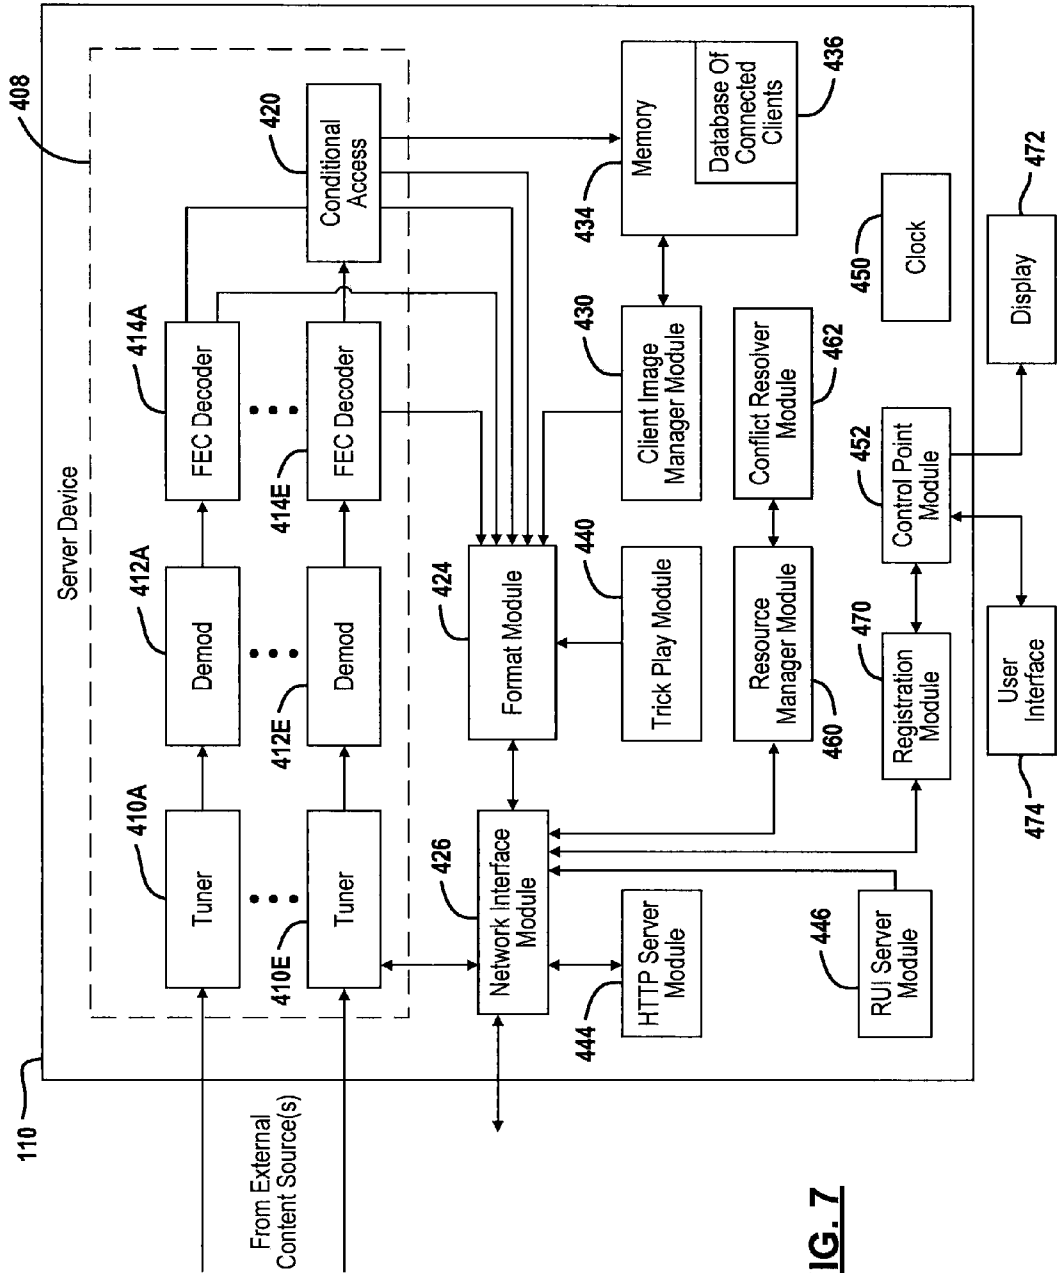 110
Server Device
408
410A
Tuner
412A
Demod
414A
FEC Decoder
420
Conditional
Access
410E
Tuner
412E
Demod
414E
FEC Decoder
From External
Content Source(s)
426
Network Interface
Module
424
Format Module
444
HTTP Server
Module
440
Trick Play Module
430
Client Image
Manager Module
434
Memory
Database Of
Connected
Clients
436
460
Resource
Manager Module
Conflict Resolver
Module
462
446
RUI Server
Module
470
Registration
Module
452
Control Point
Module
450
Clock
474
User
Interface
Display
472
IG. 7